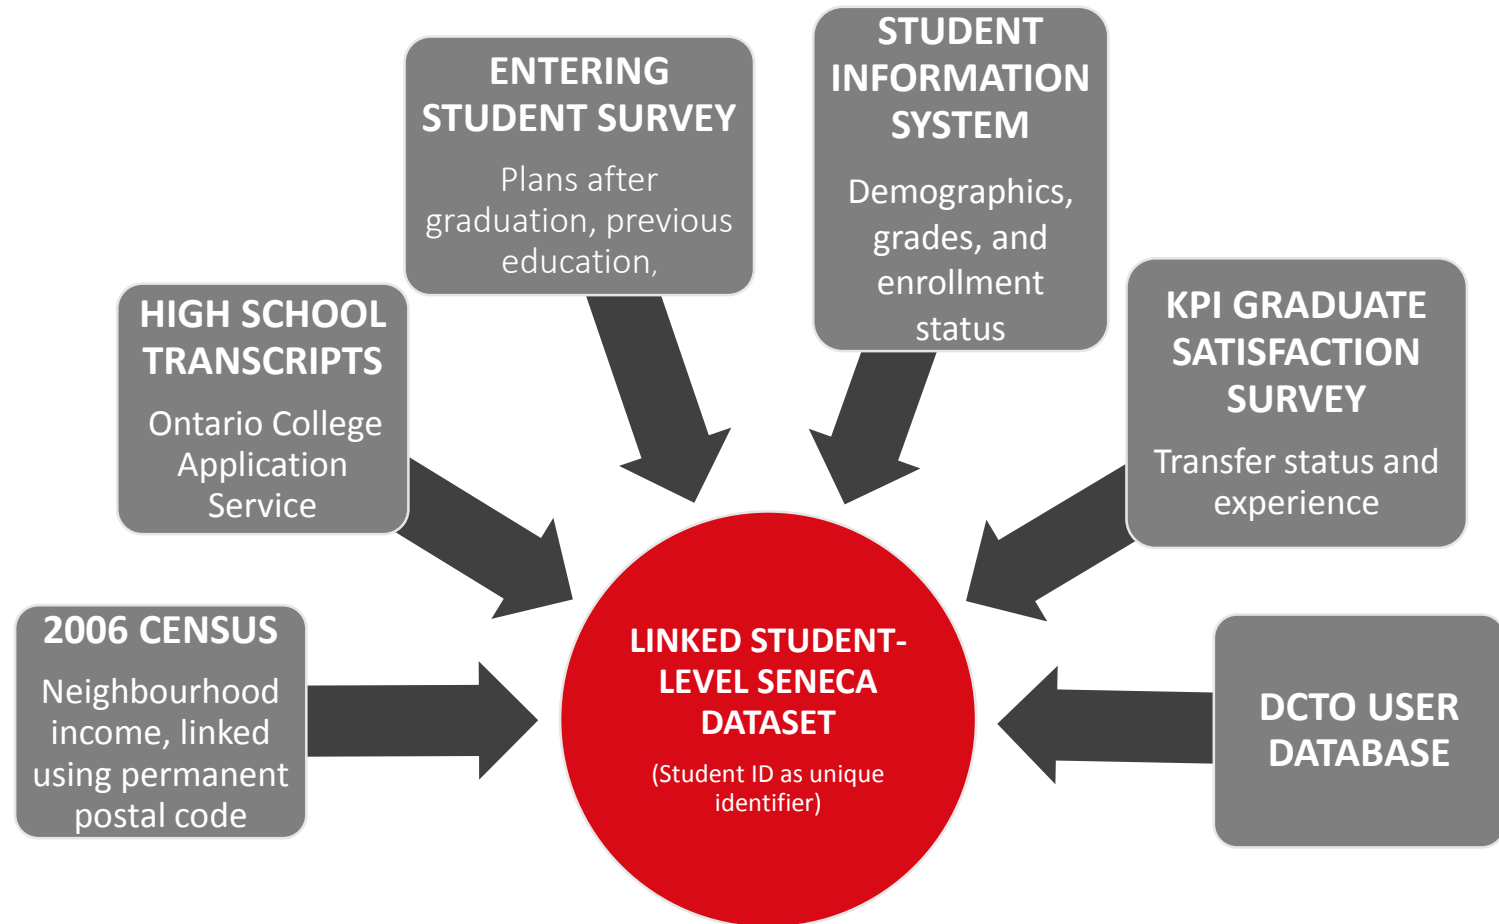 ENTERING
STUDENT SURVEY
Plans after
graduation, previous
education,
STUDENT
INFORMATION
SYSTEM
Demographics,
grades, and
enrollment
status
HIGH SCHOOL
TRANSCRIPTS
Ontario College
Application
Service
KPI GRADUATE
SATISFACTION
SURVEY
Transfer status and
experience
2006 CENSUS
Neighbourhood
income, linked
using permanent
postal code
LINKED STUDENT-
LEVEL SENECA
DATASET
(Student ID as unique
identifier)
DCTO USER
DATABASE